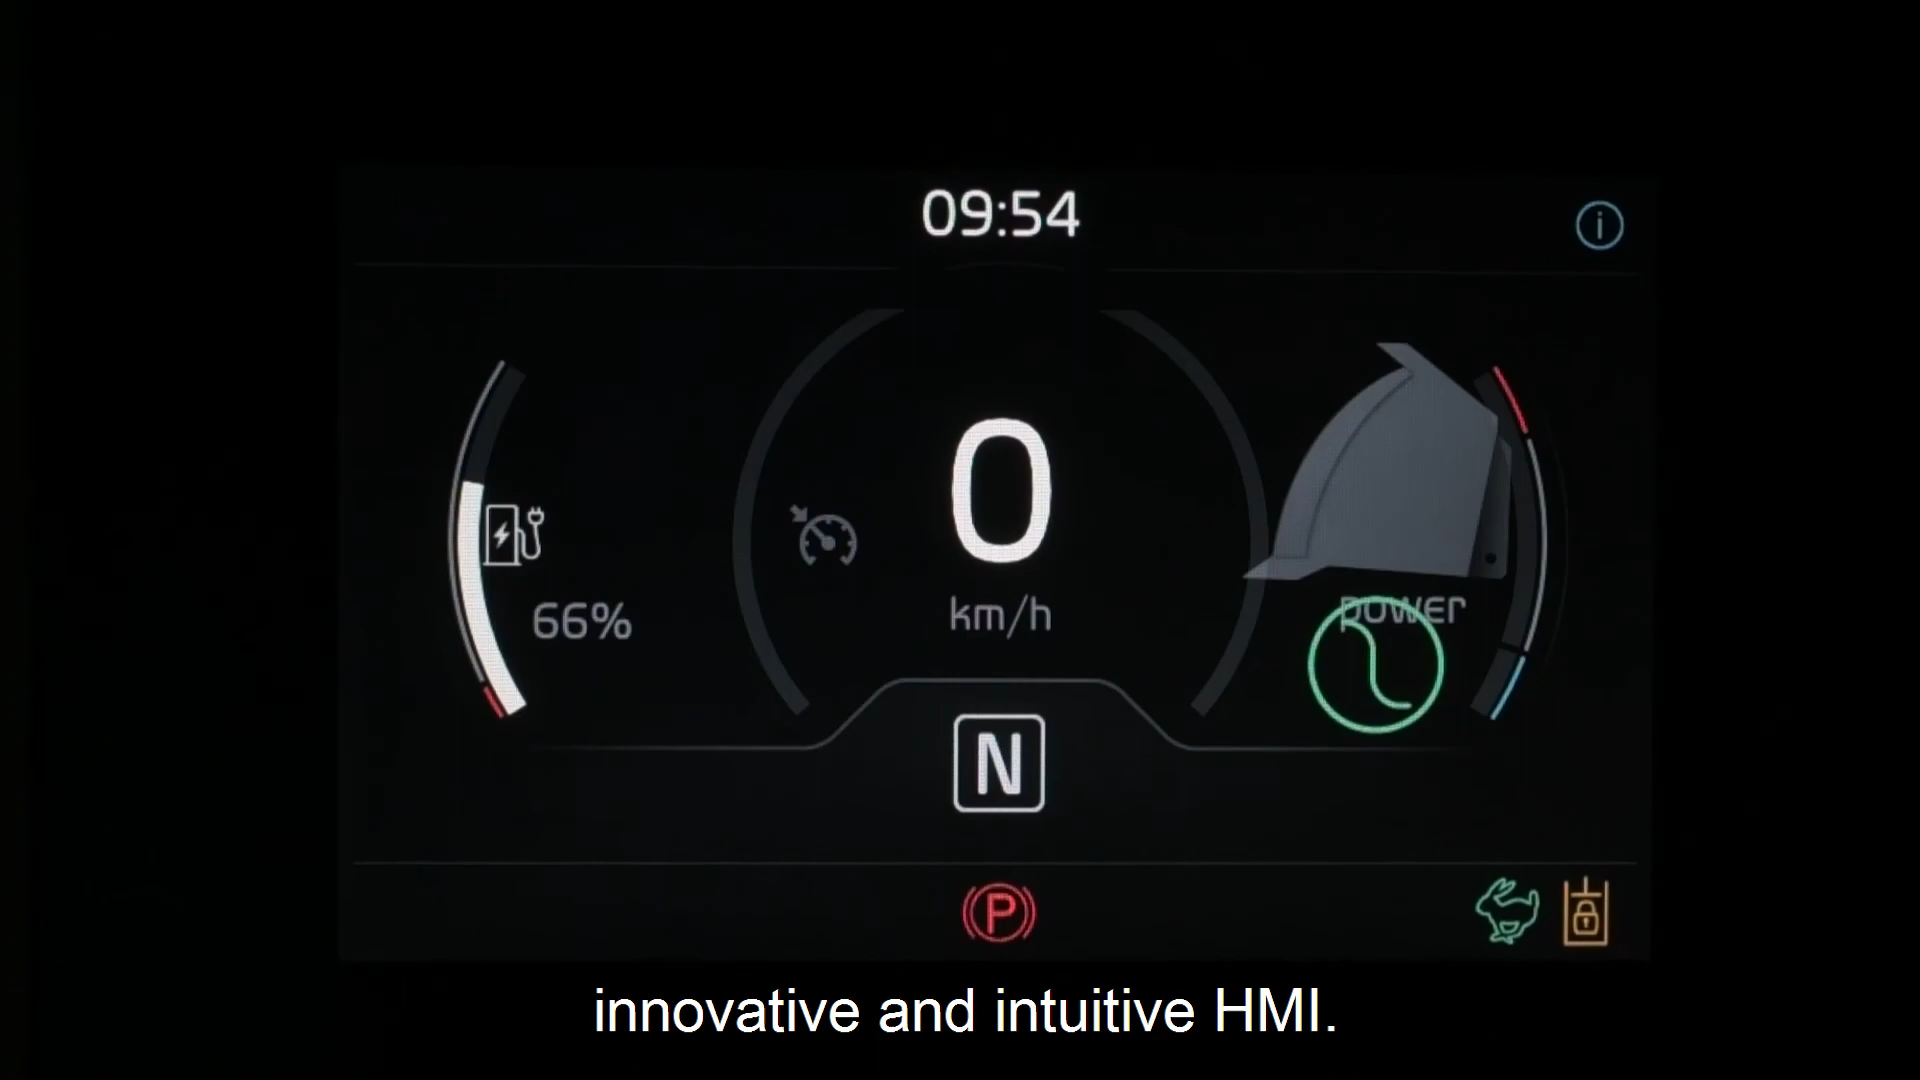 09:54
i
0
km/h
66%
power
N
P
innovative and intuitive HMI.